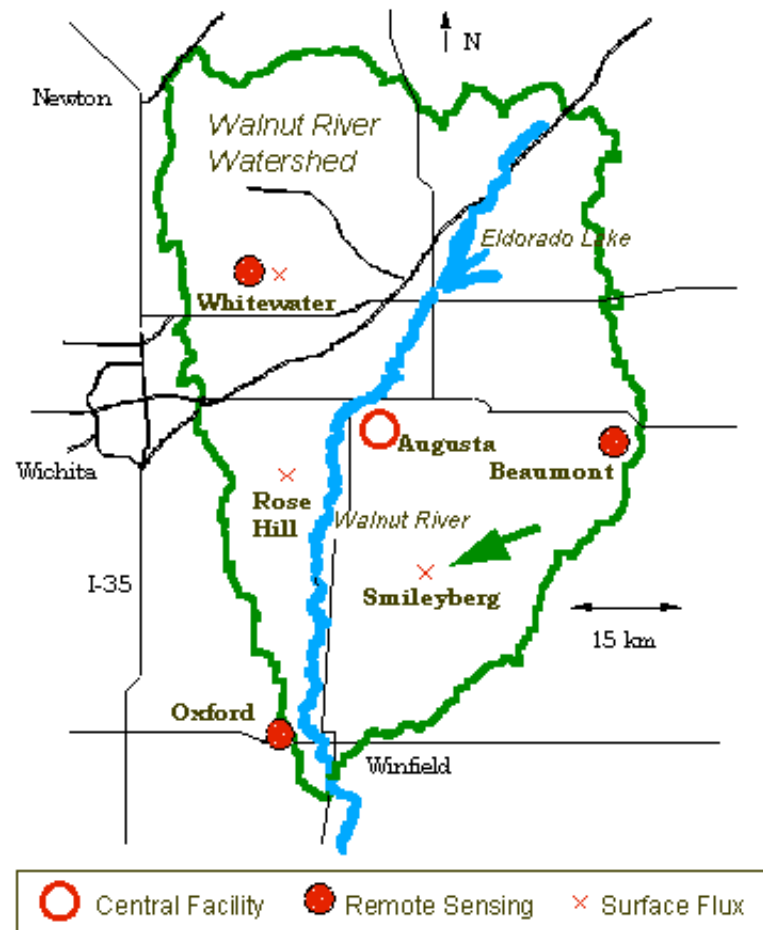 N
Newton
Walnut River
Watershed
Eldorado Lake
Whitewater
Augusta
Beaumont
Wichita
Rose
Hill
Walnut River
I-35
Smileyberg
15 km
Oxford
Winfield
Central Facility
Remote Sensing
Surface Flux